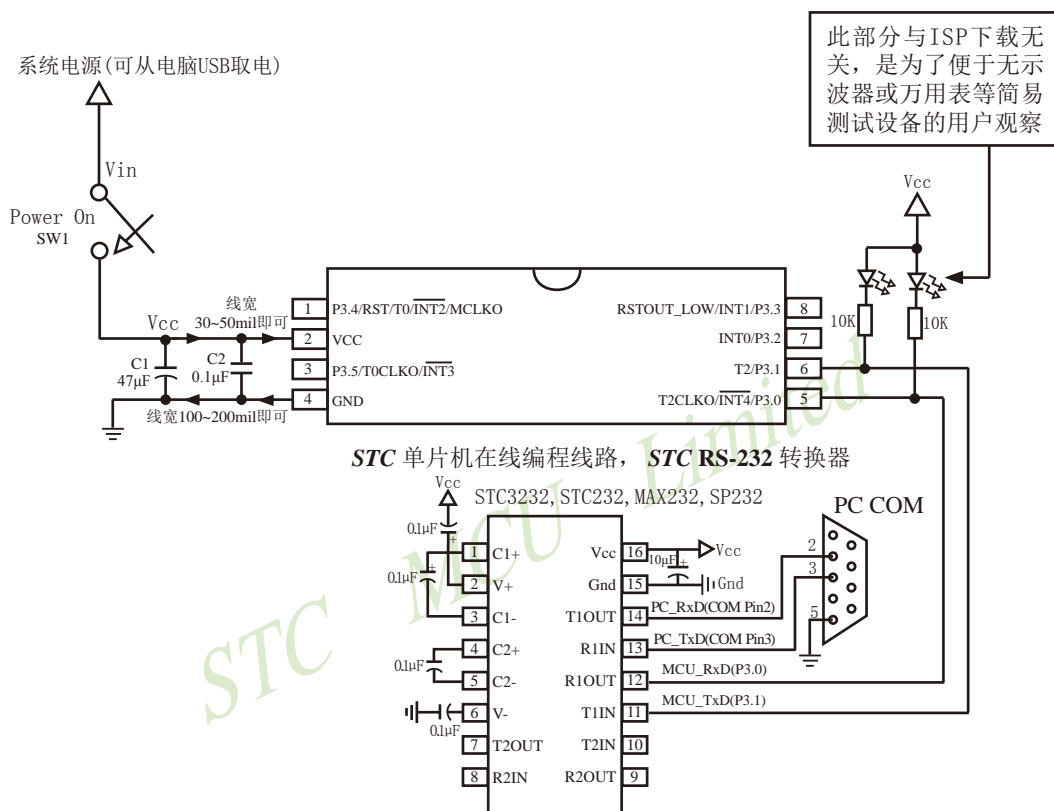 此部分与ISP下载无
关，是为了便于无示
波器或万用表等简易
测试设备的用户观察
系统电源(可从电脑USB取电)
Vin
Power On
SW1
Vcc
线宽
30~50mil即可
Vcc
C1
47μF
C2
0.1μF
线宽100~200mil即可
1 P3.4/RST/T0/INT2/MCLKO
2 VCC
3 P3.5/T0CLKO/INT3
4 GND
RSTOUT_LOW/INT1/P3.3 8
INT0/P3.2 7
T2/P3.1 6
T2CLKO/INT4/P3.0 5
10K
10K
STC 单片机在线编程线路， STC RS-232 转换器
STC3232,STC232,MAX232,SP232
Vcc
0.1μF
+
0.1μF
+
0.1μF
0.1μF
1 C1+
2 V+
3 C1-
4 C2+
5 C2-
6 V-
7 T2OUT
8 R2IN
Vcc 16
Gnd 15
T1OUT 14
R1IN 13
R1OUT 12
T1IN 11
T2IN 10
R2OUT 9
Vcc
10μF
+
Gnd
PC_RxD(COM Pin2)
PC_TxD(COM Pin3)
MCU_RxD(P3.0)
MCU_TxD(P3.1)
PC COM
2
3
5
STC MCU Limited